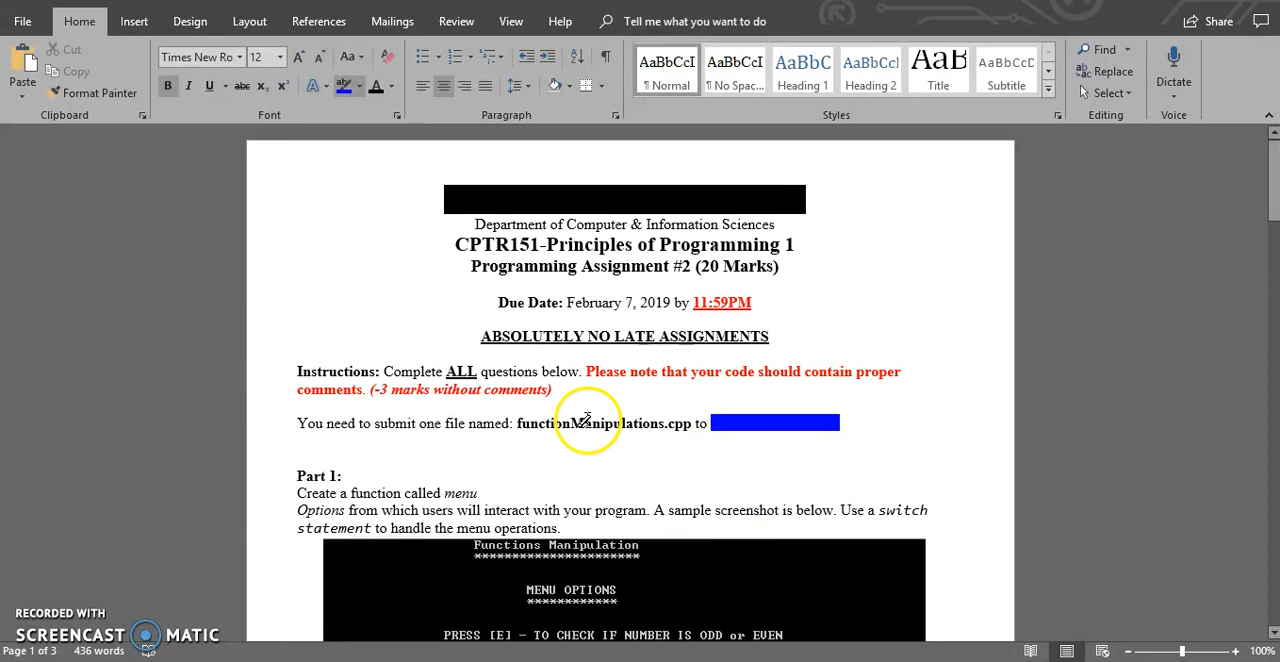 File Home Insert Design Layout References Mailings Review View Help Tell me what you want to do Share
Paste Cut Copy Format Painter
Clipboard
Times New Ro 12
Font
Paragraph
AaBbCcI AaBbCcI AaBbC AaBbCcI AaB AaBbCcD
¶ Normal ¶ No Spac... Heading 1 Heading 2 Title Subtitle
Styles
Find
Replace
Select
Editing
Dictate
Voice
Department of Computer & Information Sciences
CPTR151-Principles of Programming 1
Programming Assignment #2 (20 Marks)
Due Date: February 7, 2019 by 11:59PM
ABSOLUTELY NO LATE ASSIGNMENTS
Instructions: Complete ALL questions below. Please note that your code should contain proper
comments. (-3 marks without comments)
You need to submit one file named: functionManipulations.cpp to
Part 1:
Create a function called menu
Options from which users will interact with your program. A sample screenshot is below. Use a switch
statement to handle the menu operations.
Functions Manipulation
**********************
MENU OPTIONS
************
PRESS [E] - TO CHECK IF NUMBER IS ODD or EVEN
RECORDED WITH
SCREENCAST MATIC
Page 1 of 3 436 words 100%